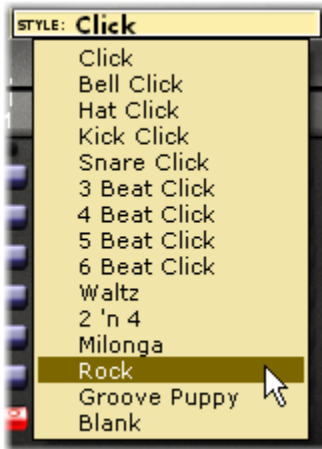 STYLE: Click
Click
Bell Click
Hat Click
Kick Click
Snare Click
3 Beat Click
4 Beat Click
5 Beat Click
6 Beat Click
Waltz
2 'n 4
Milonga
Rock
Groove Puppy
Blank